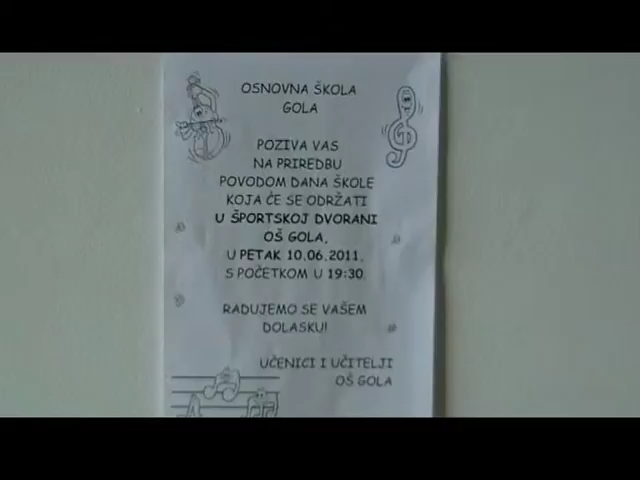 OSNOVNA ŠKOLA
GOLA
POZIVA VAS
NA PRIREDBU
POVODOM DANA ŠKOLE
KOJA ĆE SE ODRŽATI
U ŠPORTSKOJ DVORANI
OŠ GOLA,
U PETAK 10.06.2011.
S POČETKOM U 19:30.
RADUJEMO SE VAŠEM
DOLASKU!
UČENICI I UČITELJI
OŠ GOLA